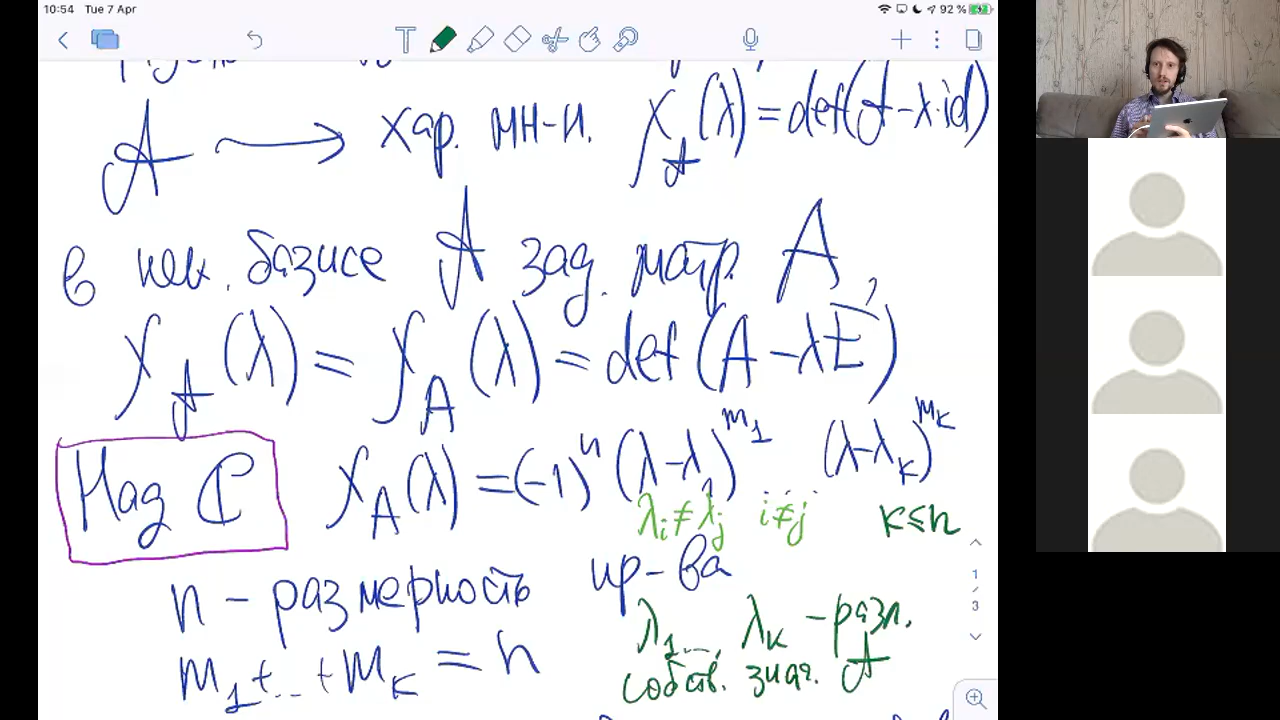 10:54 Tue 7 Apr 92 %
𝒜 → хар. мн-н. χ_𝒜(λ) = det(𝒜 − λ·id)
в нек. базисе 𝒜 зад. матр. A,
χ_𝒜(λ) = χ_A(λ) = det(A − λE)
Над ℂ χ_A(λ) = (−1)^n (λ−λ_1)^{m_1} ... (λ−λ_k)^{m_k}
λ_i ≠ λ_j i ≠ j k ≤ n
n – размерность пр-ва
λ_1 ..., λ_k – разл.
m_1 + ... + m_k = n
собств. знач. 𝒜
1 / 3